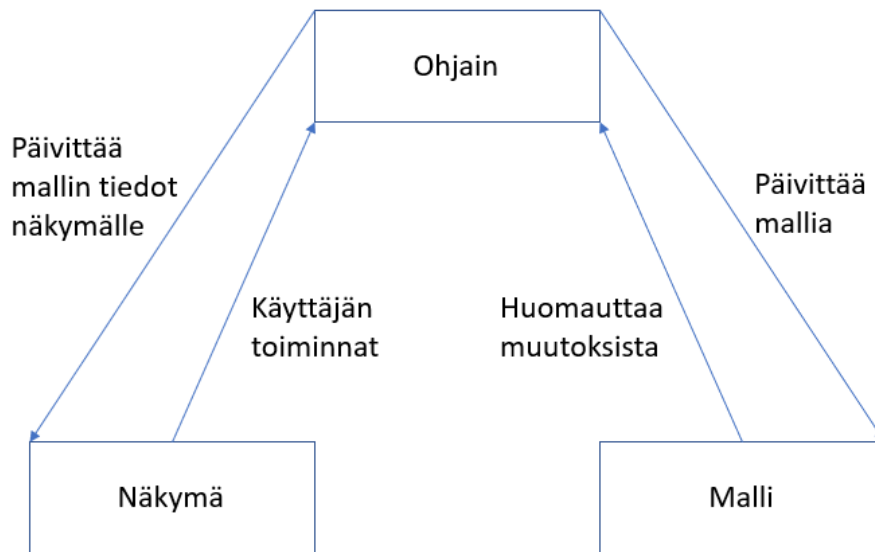 Ohjain
Päivittää
mallin tiedot
näkymälle
Päivittää
mallia
Käyttäjän
toiminnat
Huomauttaa
muutoksista
Näkymä
Malli